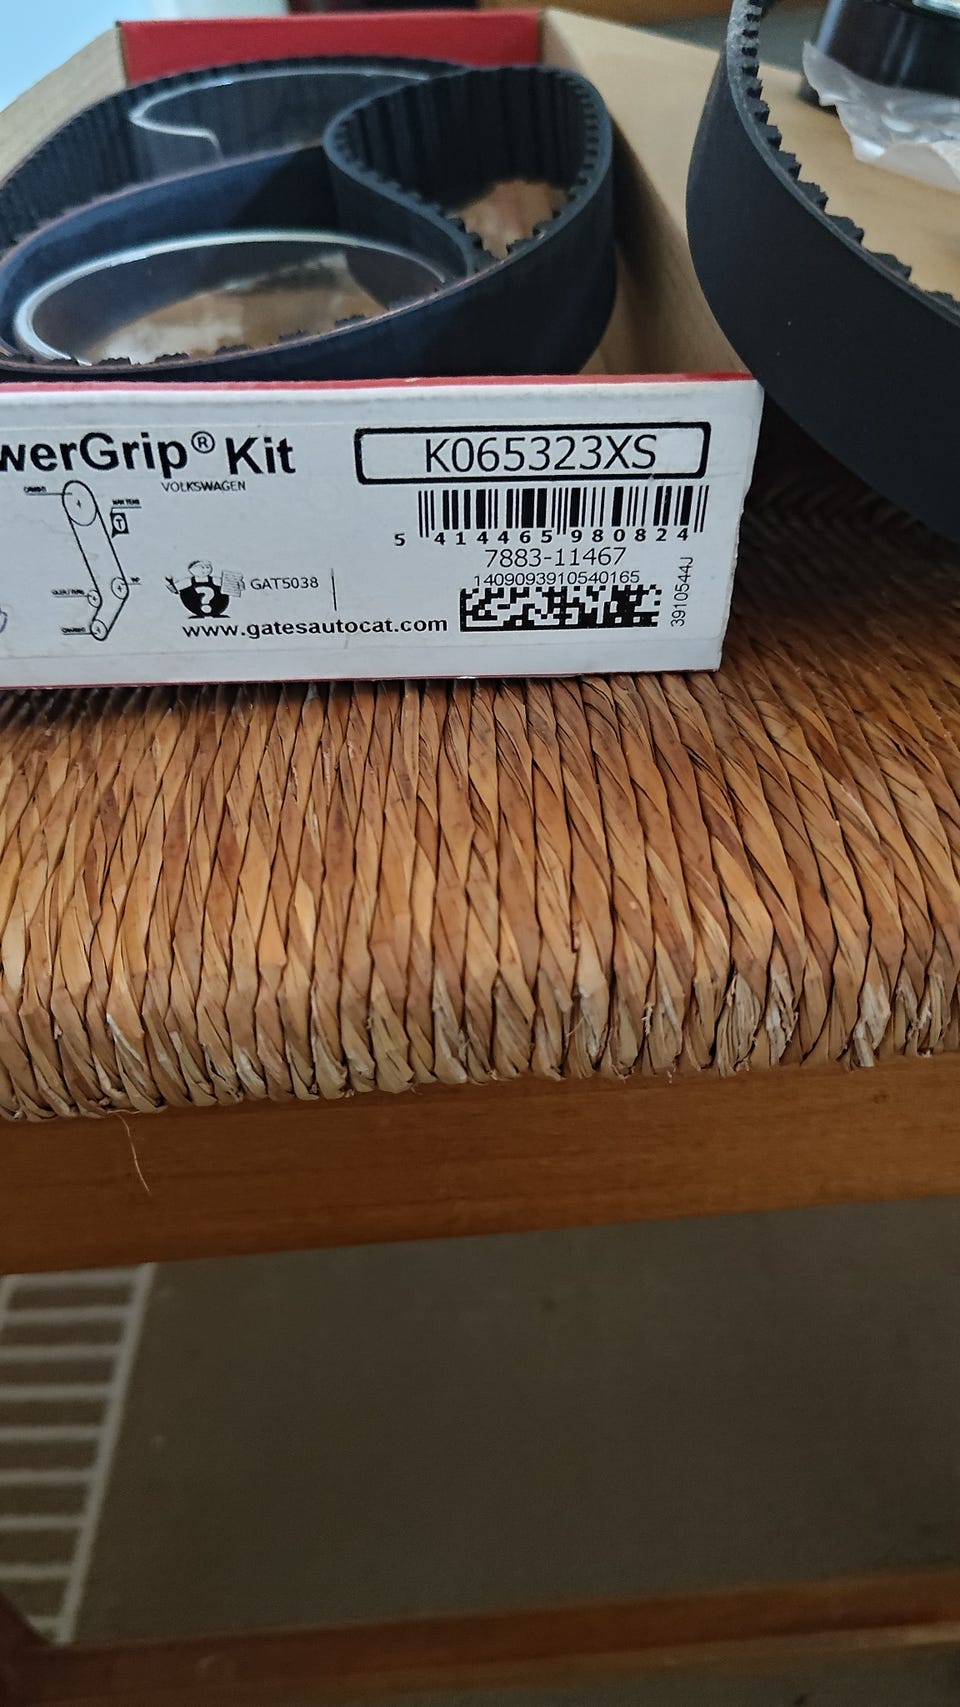 werGrip® Kit
VOLKSWAGEN
K065323XS
5 414465 980824
7883-11467
1409093910540165
3910544J
GAT5038
www.gatesautocat.com
T
?